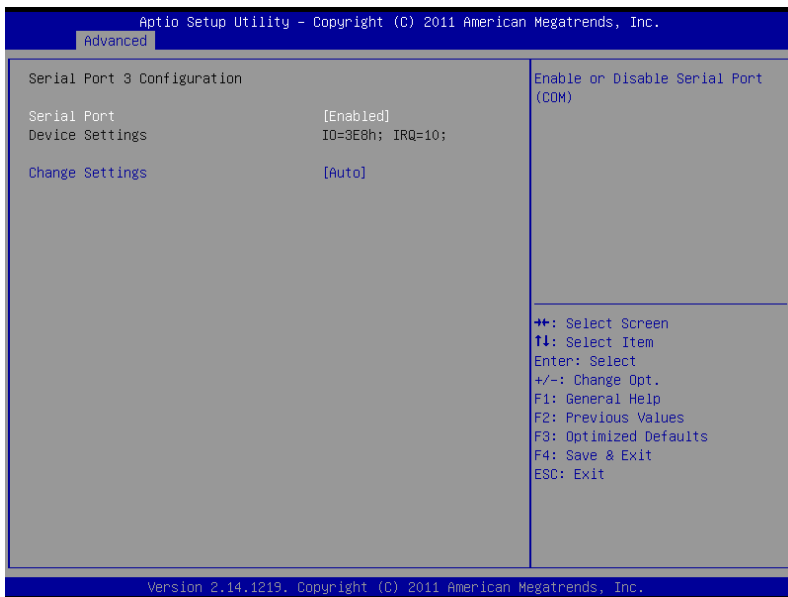 Aptio Setup Utility – Copyright (C) 2011 American Megatrends, Inc.
Advanced
Serial Port 3 Configuration
Serial Port [Enabled]
Device Settings IO=3E8h; IRQ=10;
Change Settings [Auto]
Enable or Disable Serial Port
(COM)
→←: Select Screen
↑↓: Select Item
Enter: Select
+/-: Change Opt.
F1: General Help
F2: Previous Values
F3: Optimized Defaults
F4: Save & Exit
ESC: Exit
Version 2.14.1219. Copyright (C) 2011 American Megatrends, Inc.